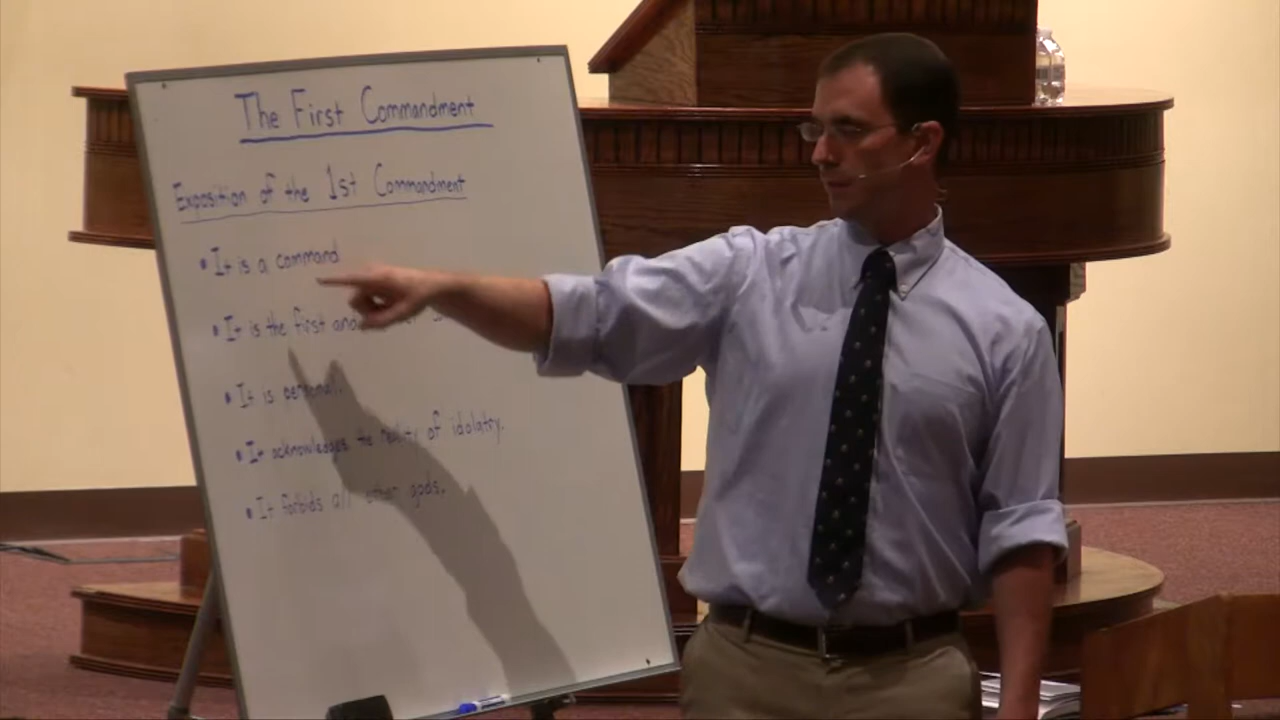 The First Commandment
Exposition of the 1st Commandment
• It is a command
• It is the first and
• It is personal.
• It acknowledges the reality of idolatry.
• It forbids all other gods.